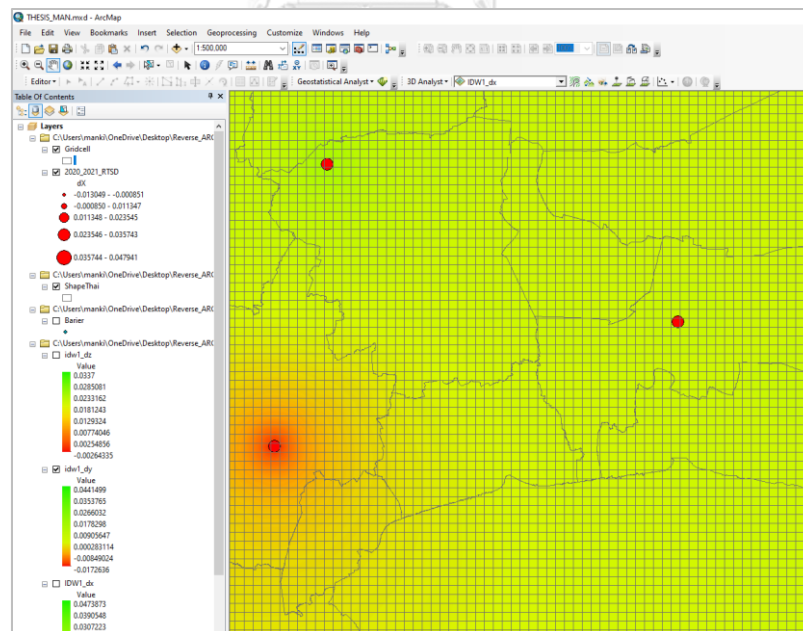 THESIS_MAN.mxd - ArcMap
File Edit View Bookmarks Insert Selection Geoprocessing Customize Windows Help
1:500,000
Editor▾ Geostatistical Analyst▾ 3D Analyst▾ IDW1_dx
Table Of Contents
Layers
C:\Users\manki\OneDrive\Desktop\Reverse_ARC
Gridcell
2020_2021_RTSD
dX
-0.013049 - -0.000851
-0.000850 - 0.011347
0.011348 - 0.023545
0.023546 - 0.035743
0.035744 - 0.047941
C:\Users\manki\OneDrive\Desktop\Reverse_ARC
ShapeThai
C:\Users\manki\OneDrive\Desktop\Reverse_ARC
Barier
C:\Users\manki\OneDrive\Desktop\Reverse_ARC
idw1_dz
Value
0.0337
0.0285081
0.0233162
0.0181243
0.0129324
0.00774046
0.00254856
-0.00264335
idw1_dy
Value
0.0441499
0.0353765
0.0266032
0.0178298
0.00905647
0.000283114
-0.00849024
-0.0172636
IDW1_dx
Value
0.0473873
0.0390548
0.0307223